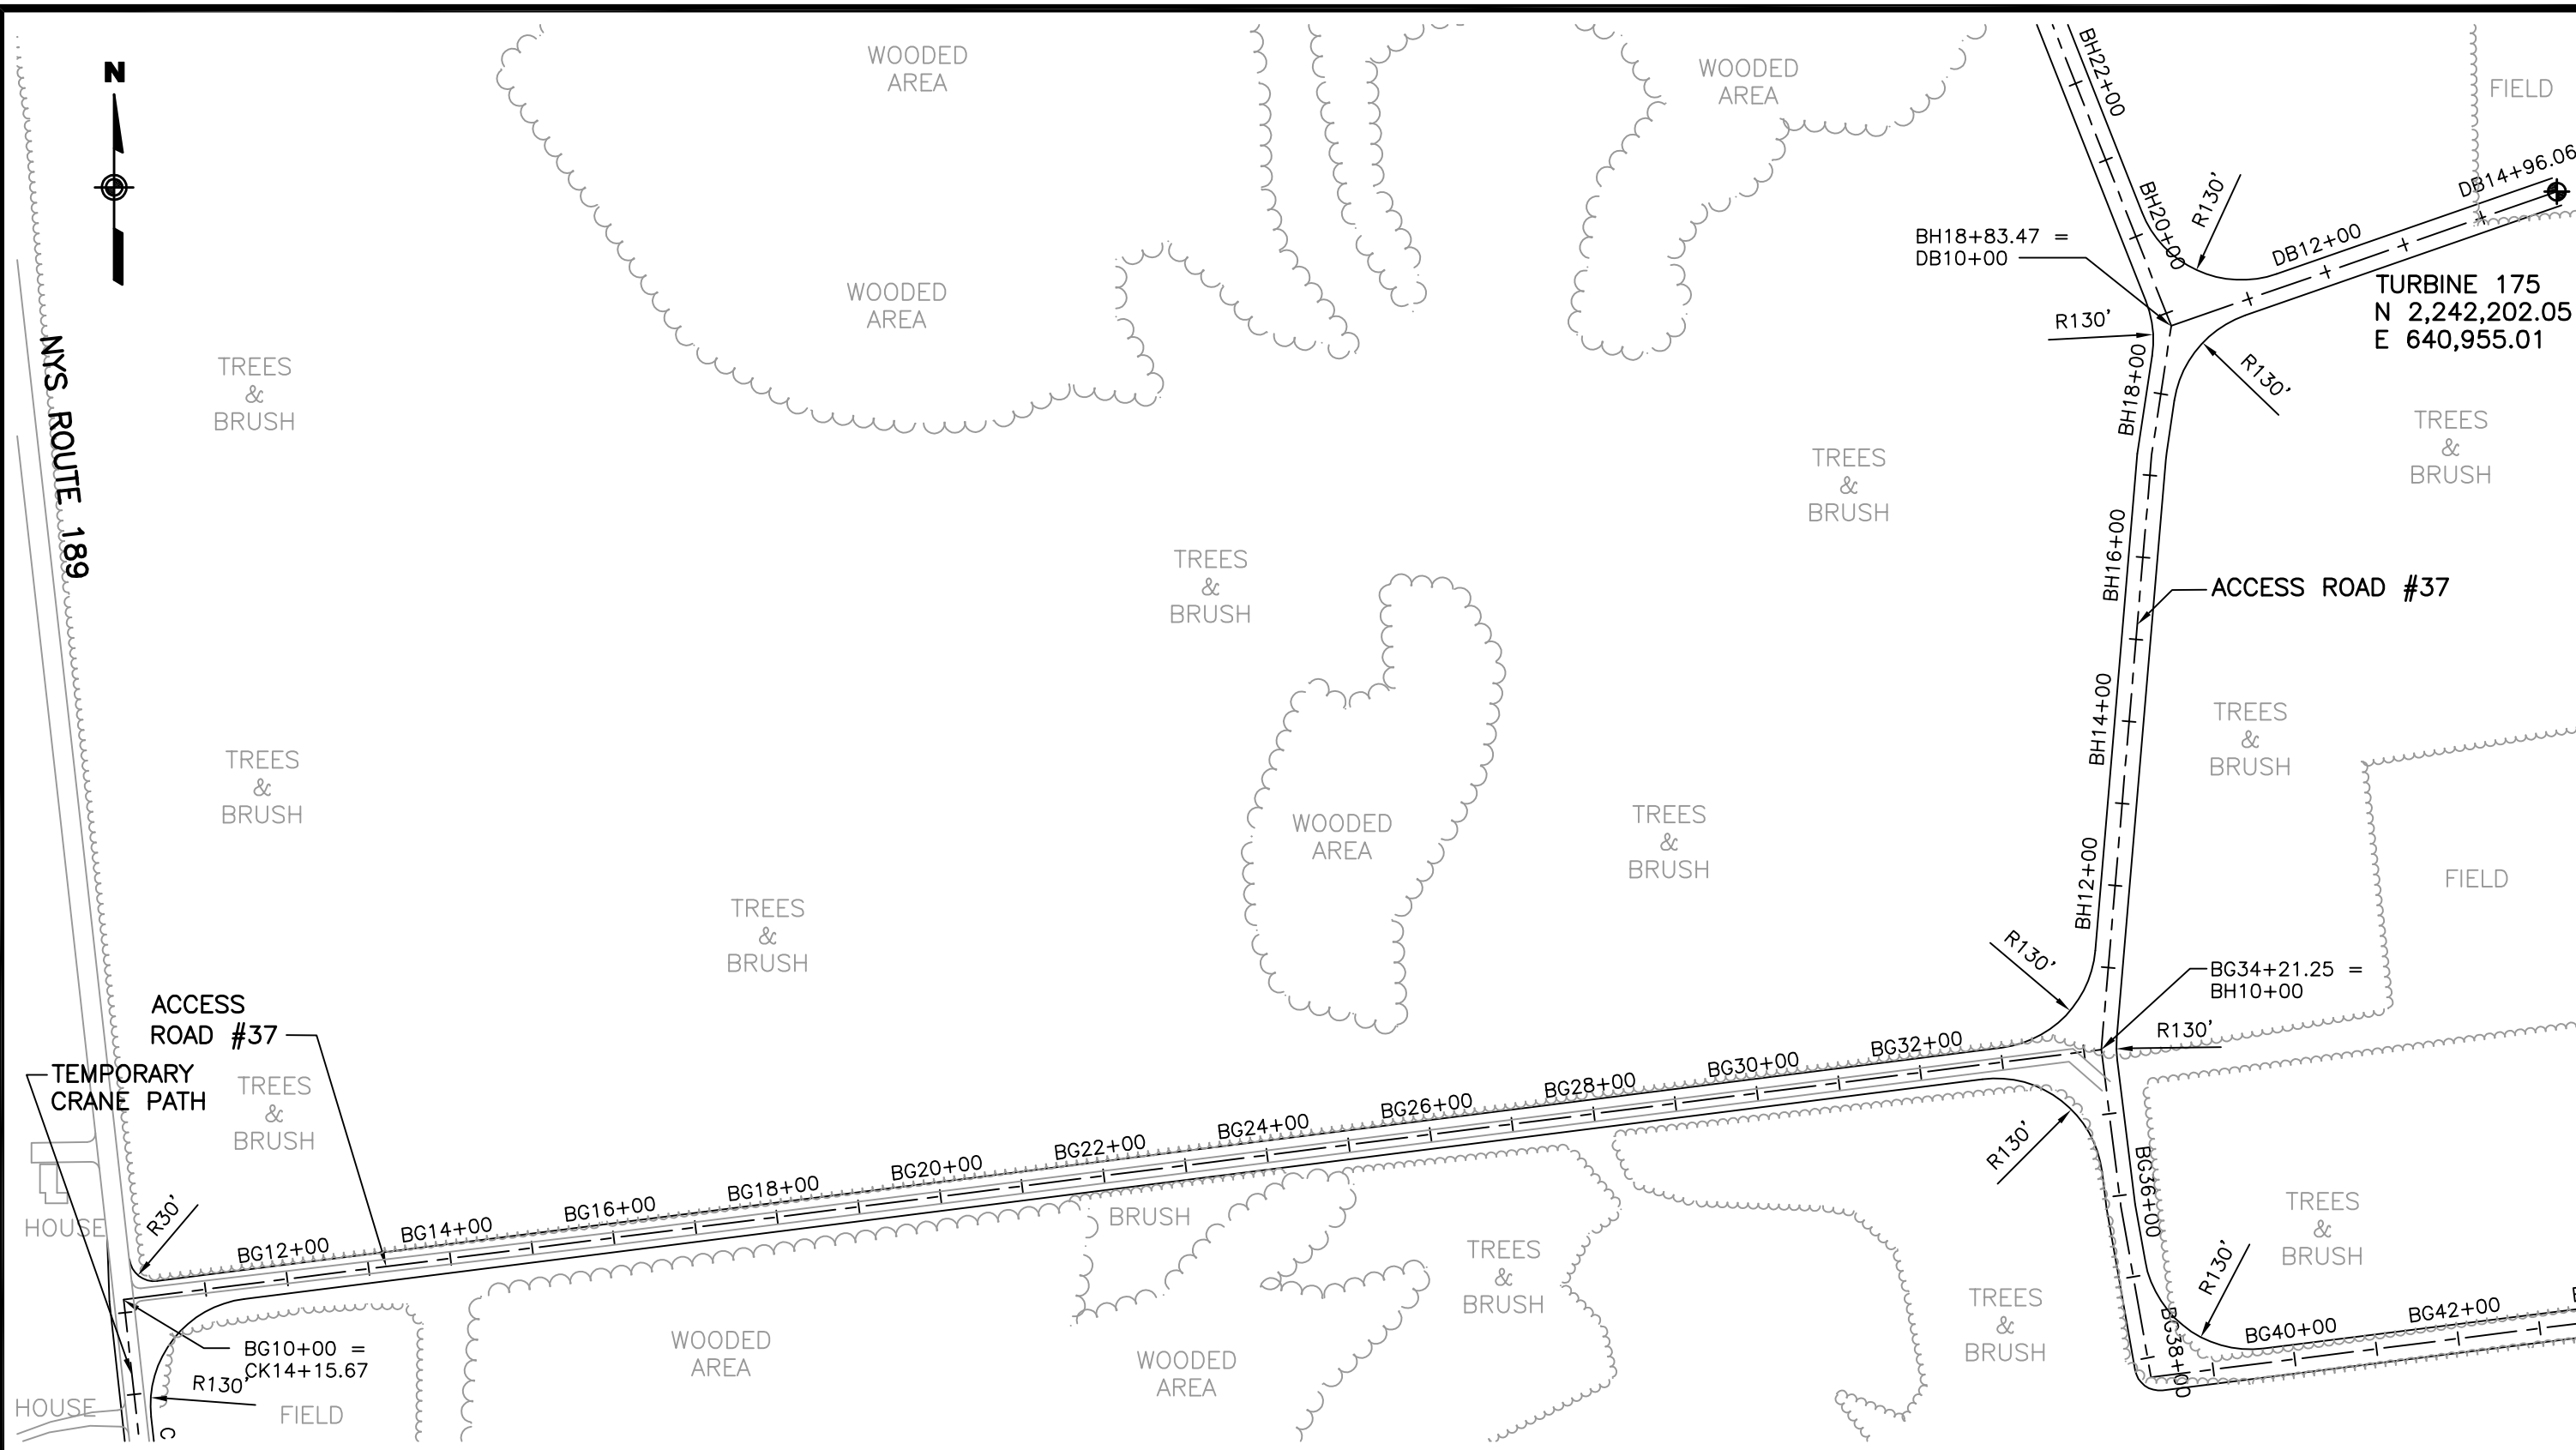 N
WOODED
AREA
WOODED
AREA
BH22+00
FIELD
DB14+96.06
BH20+00
R130'
DB12+00
BH18+83.47 =
DB10+00
TURBINE 175
N 2,242,202.05
E 640,955.01
WOODED
AREA
R130'
R130'
NYS ROUTE 189
TREES
&
BRUSH
BH18+00
TREES
&
BRUSH
TREES
&
BRUSH
TREES
&
BRUSH
BH16+00
ACCESS ROAD #37
BH14+00
TREES
&
BRUSH
TREES
&
BRUSH
WOODED
AREA
TREES
&
BRUSH
BH12+00
FIELD
TREES
&
BRUSH
R130'
BG34+21.25 =
BH10+00
R130'
ACCESS
ROAD #37
TEMPORARY
CRANE PATH
TREES
&
BRUSH
BG32+00
BG30+00
BG28+00
BG26+00
BG24+00
BG22+00
BG20+00
BG18+00
BG16+00
BG14+00
BG12+00
R30'
HOUSE
R130'
BG36+00
BRUSH
TREES
&
BRUSH
TREES
&
BRUSH
R130'
TREES
&
BRUSH
BG38+00
BG40+00
BG42+00
WOODED
AREA
WOODED
AREA
BG10+00 =
CK14+15.67
R130'
HOUSE
FIELD
C